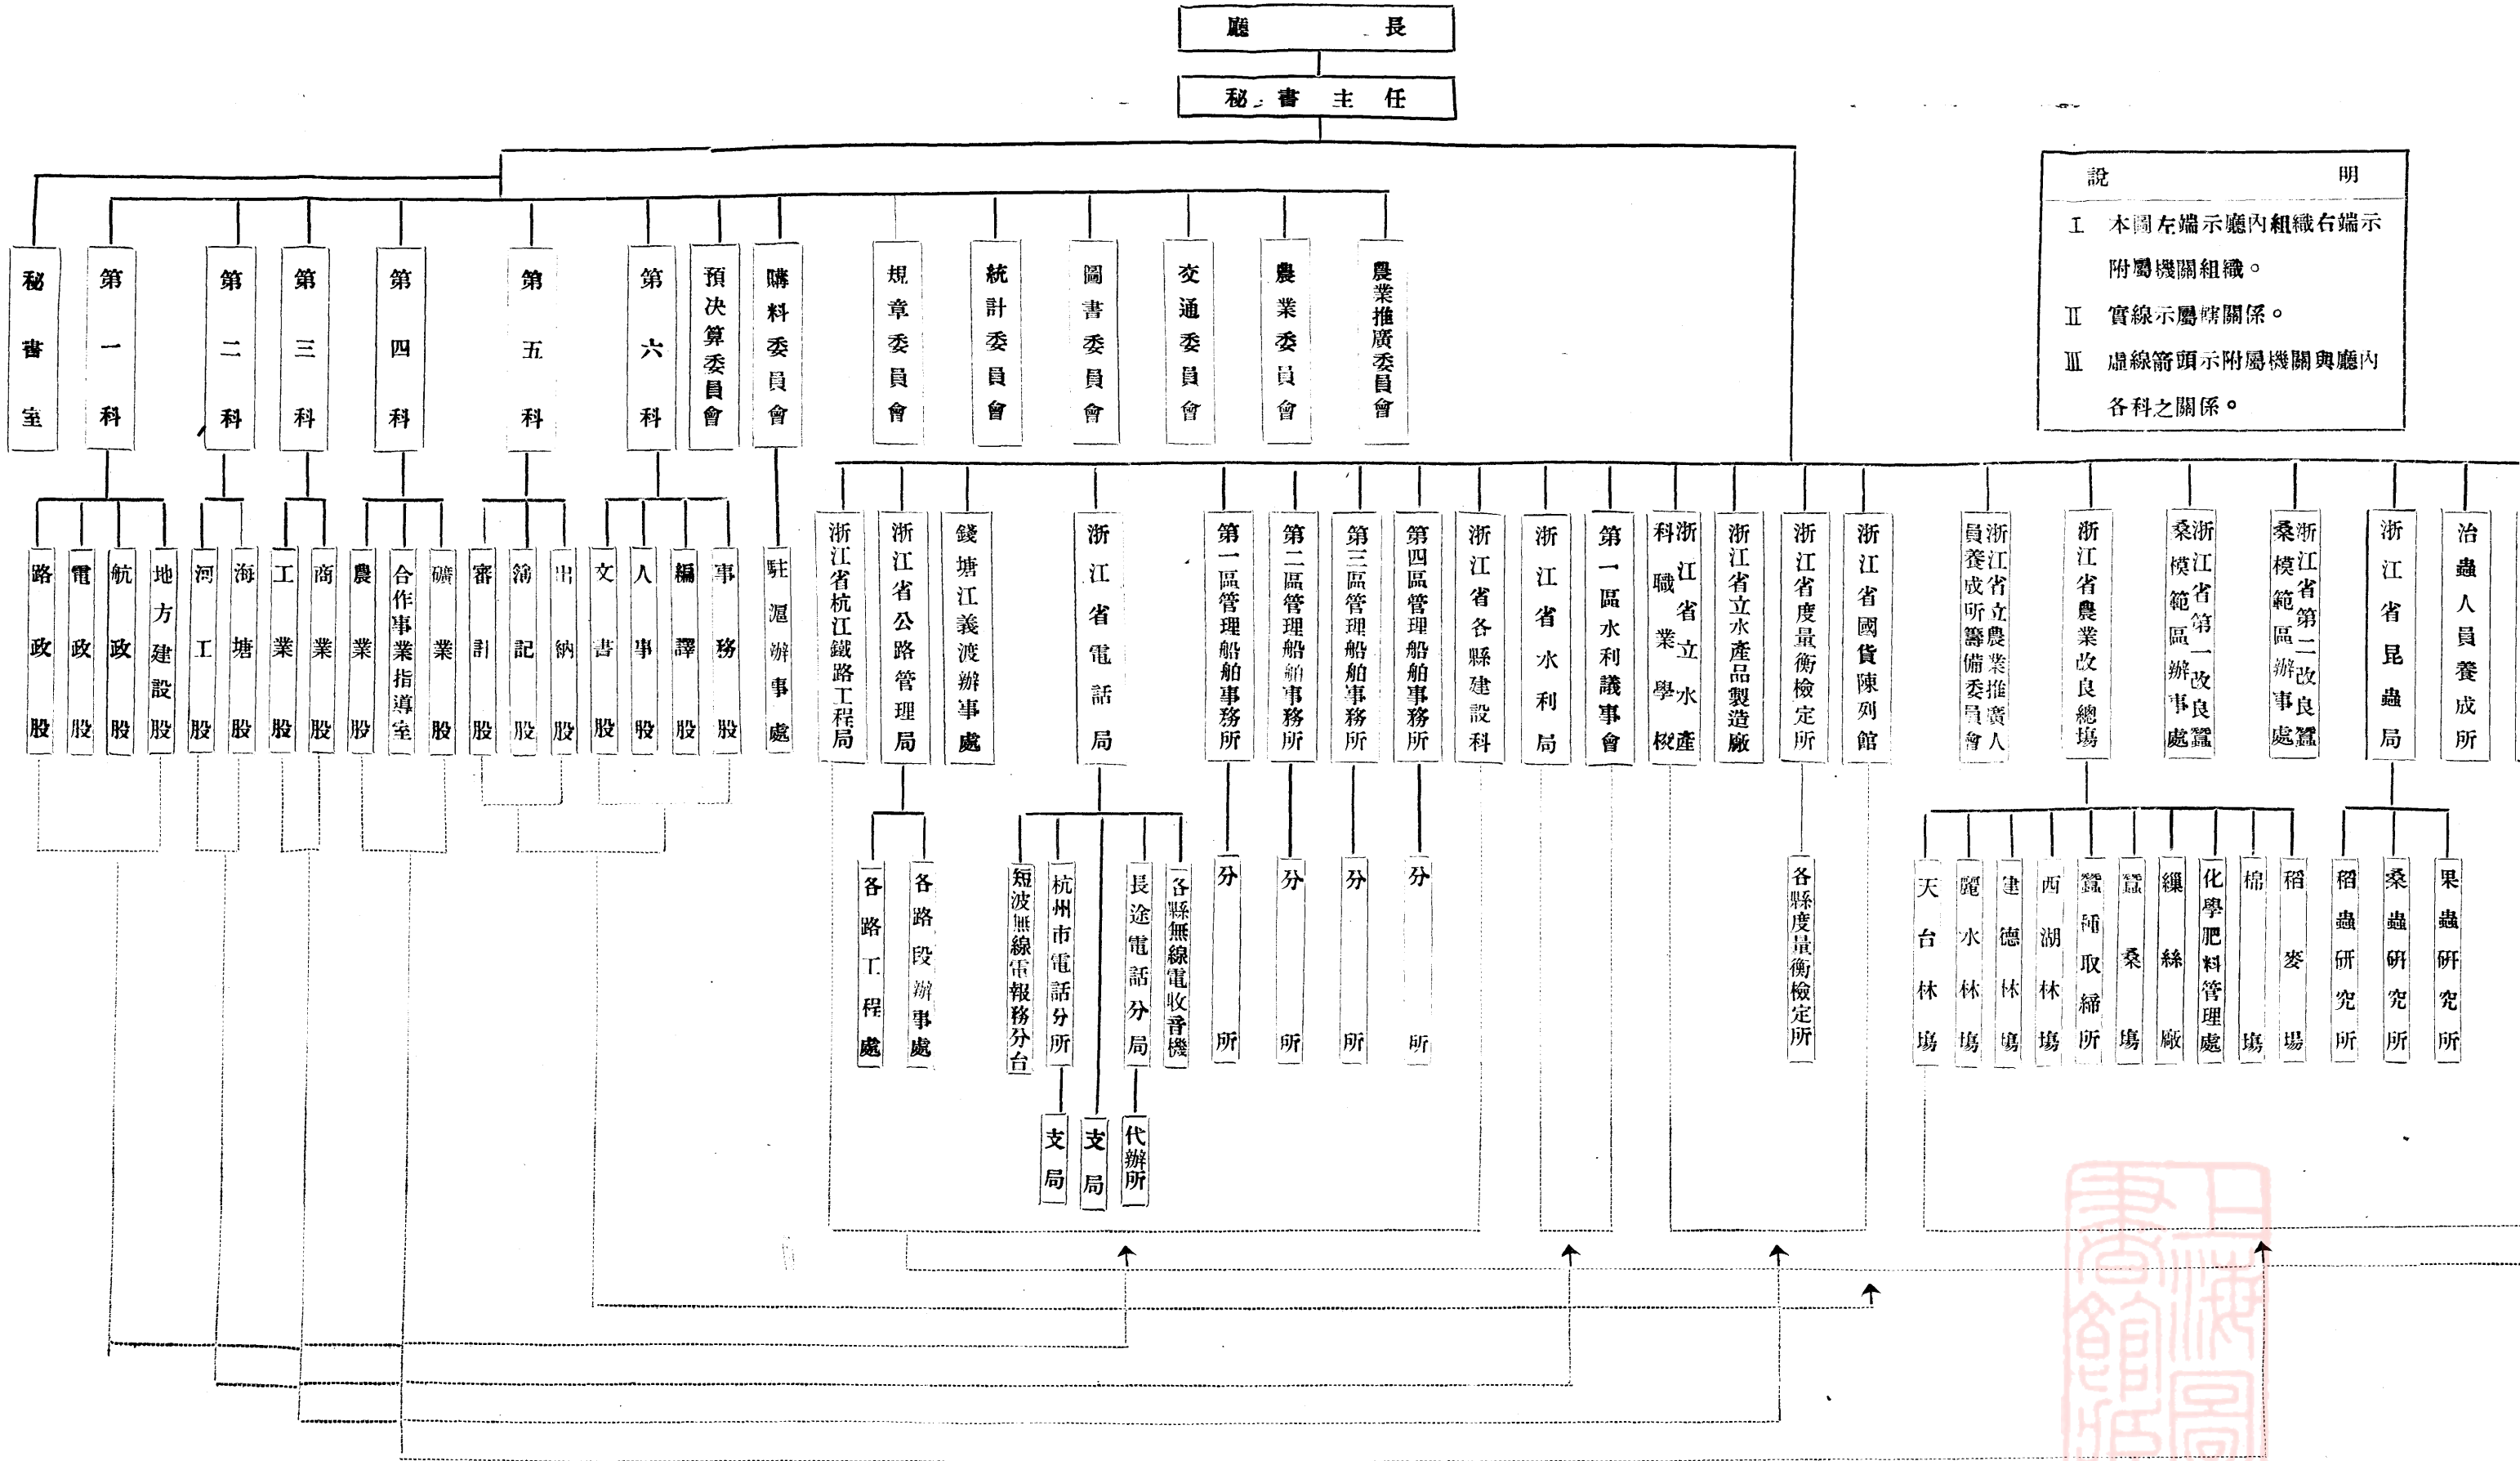 廳長
秘書主任
說明
I 本圖左端示廳內組織右端示
附屬機關組織。
II 實線示屬轄關係。
III 虛線箭頭示附屬機關與廳內
各科之關係。
秘書室
第一科
第二科
第三科
第四科
第五科
第六科
預決算委員會
購料委員會
規章委員會
統計委員會
圖書委員會
交通委員會
農業委員會
農業推廣委員會
路政股
電政股
航政股
地方建設股
河工股
海塘股
工業股
商業股
農業股
合作事業指導室
礦業股
審計股
簿記股
出納股
文書股
人事股
編譯股
事務股
駐滬辦事處
浙江省杭江鐵路工程局
浙江省公路管理局
錢塘江義渡辦事處
浙江省電話局
第一區管理船舶事務所
第二區管理船舶事務所
第三區管理船舶事務所
第四區管理船舶事務所
浙江省各縣建設科
浙江省水利局
第一區水利議事會
浙江省立水產
科職業學校
浙江省立水產品製造廠
浙江省度量衡檢定所
浙江省國貨陳列館
浙江省立農業推廣人
員養成所籌備委員會
浙江省農業改良總塲
浙江省第一改良蠶
桑模範區辦事處
浙江省第二改良蠶
桑模範區辦事處
浙江省昆蟲局
治蟲人員養成所
各路工程處
各路段辦事處
短波無線電報務分台
杭州市電話分所
長途電話分局
各縣無線電收音機
分所
分所
分所
分所
各縣度量衡檢定所
天台林塲
麗水林塲
建德林塲
西湖林塲
蠶種取締所
蠶桑塲
繅絲廠
化學肥料管理處
棉塲
稻麥場
稻蟲研究所
桑蟲研究所
果蟲研究所
支局
支局
代辦所